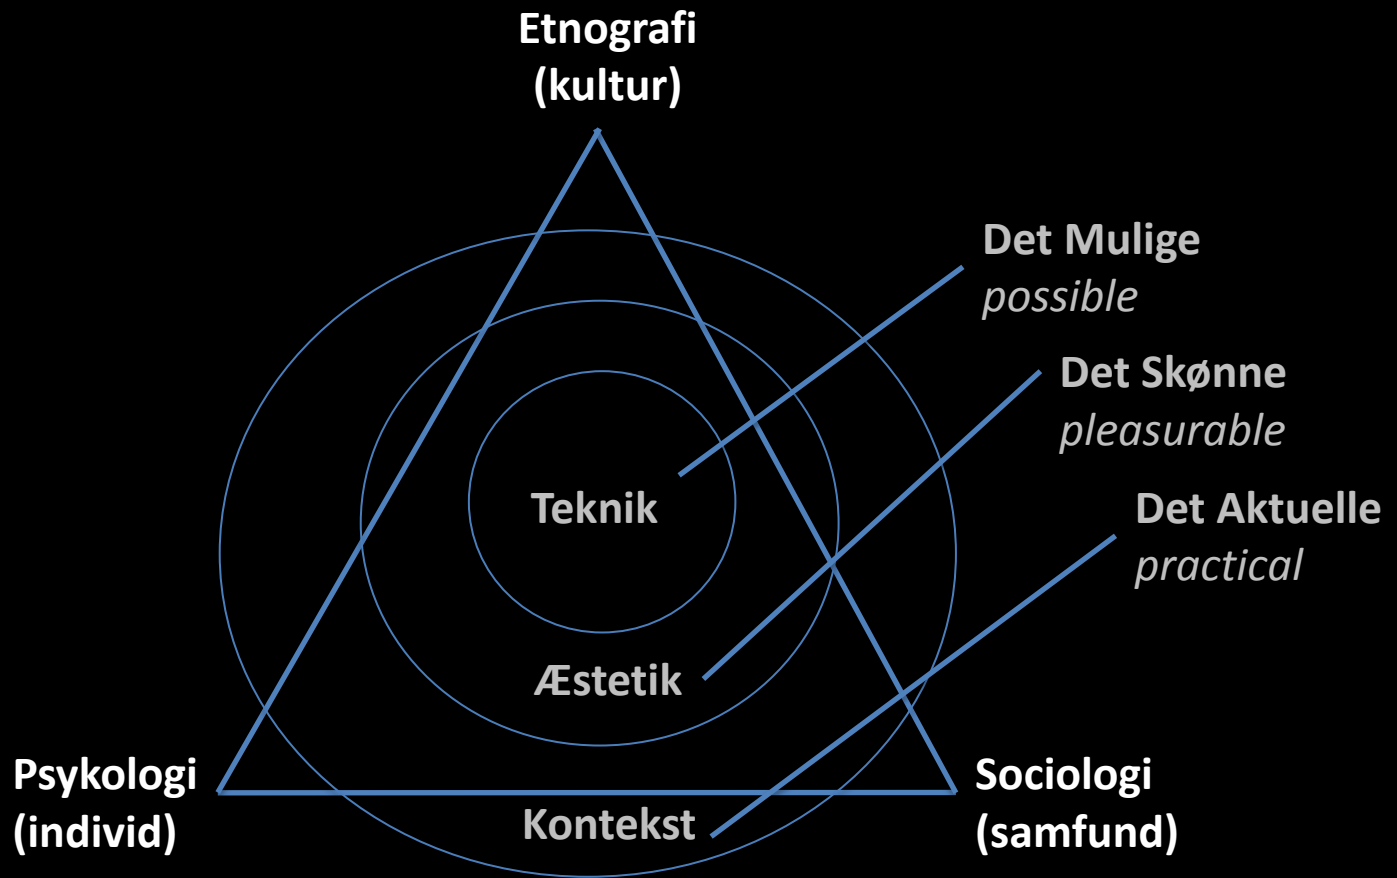 Etnografi
(kultur)
Det Mulige
possible
Det Skønne
pleasurable
Teknik
Det Aktuelle
practical
Æstetik
Psykologi
(individ)
Kontekst
Sociologi
(samfund)